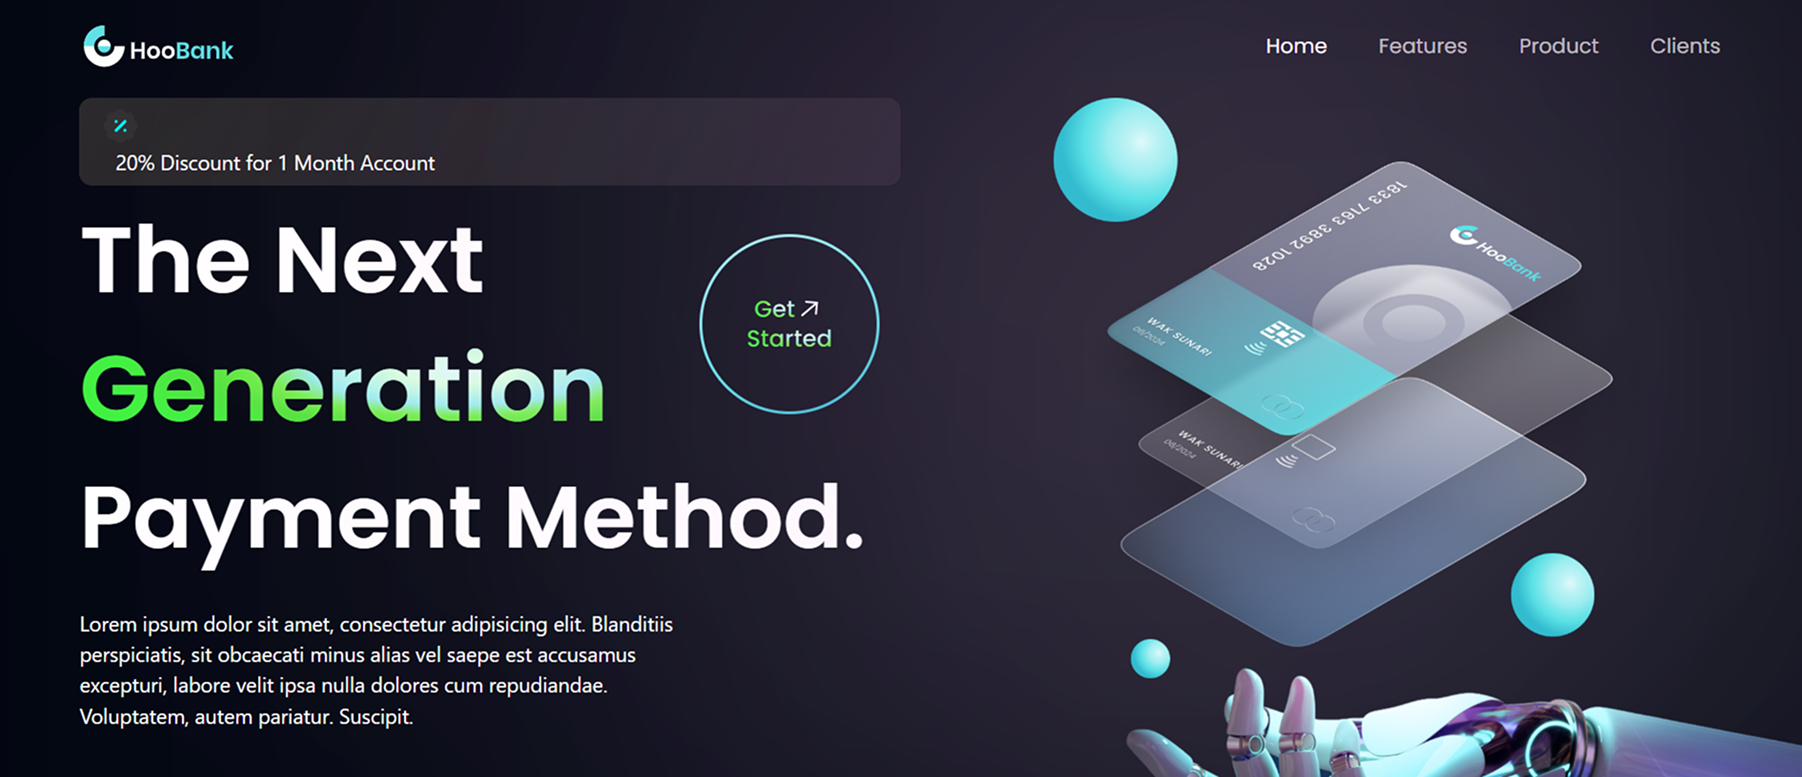 HooBank
Home Features Product Clients
20% Discount for 1 Month Account
The Next
Generation
Payment Method.
Get
Started
Lorem ipsum dolor sit amet, consectetur adipisicing elit. Blanditiis
perspiciatis, sit obcaecati minus alias vel saepe est accusamus
excepturi, labore velit ipsa nulla dolores cum repudiandae.
Voluptatem, autem pariatur. Suscipit.
1833 7163 3892 1028
HooBank
WAK SUNARI
06/2024
WAK SUNARI
06/2024